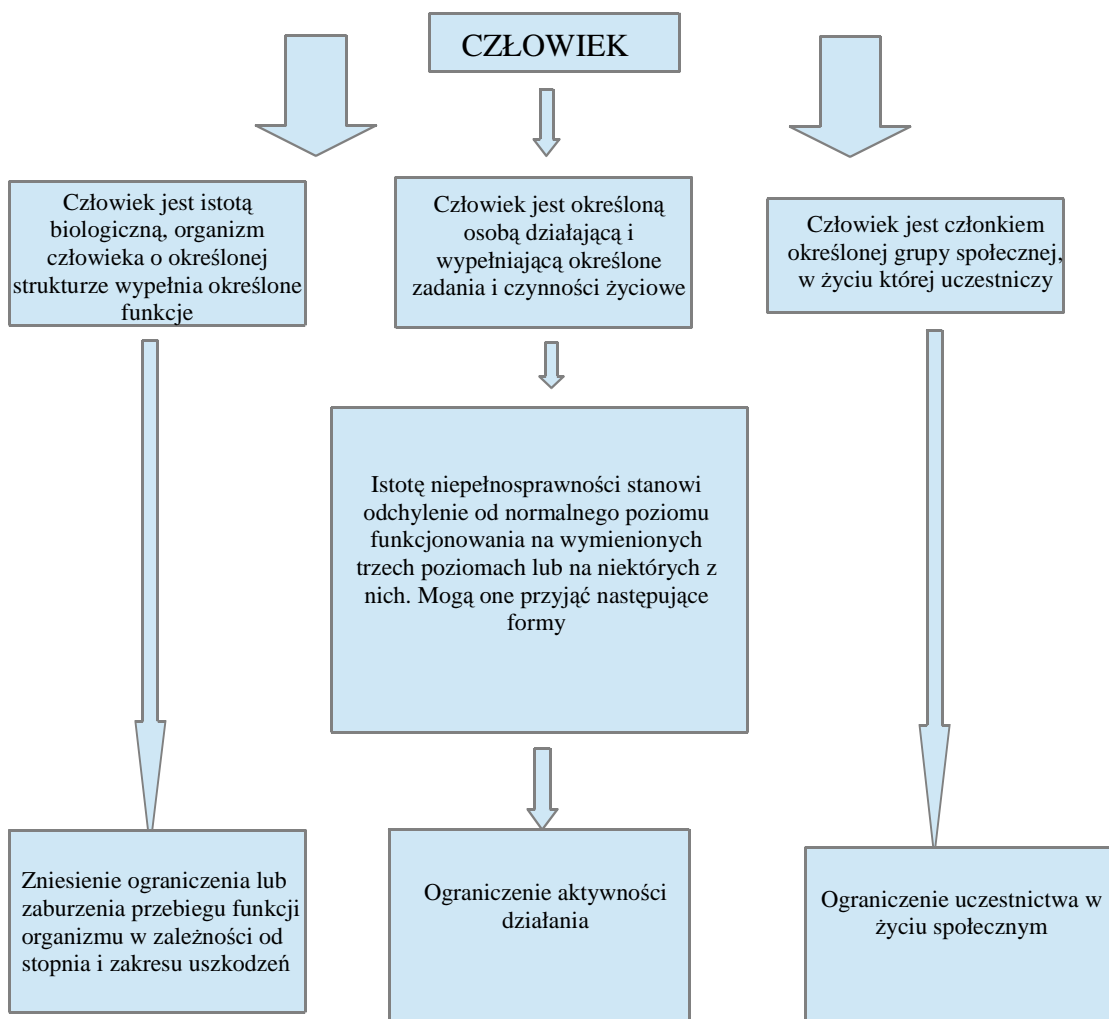 CZŁOWIEK
Człowiek jest istotą
biologiczną, organizm
człowieka o określonej
strukturze wypełnia określone
funkcje
Człowiek jest określoną
osobą działającą i
wypełniającą określone
zadania i czynności życiowe
Człowiek jest członkiem
określonej grupy społecznej,
w życiu której uczestniczy
Istotę niepełnosprawności stanowi
odchylenie od normalnego poziomu
funkcjonowania na wymienionych
trzech poziomach lub na niektórych z
nich. Mogą one przyjąć następujące
formy
Zniesienie ograniczenia lub
zaburzenia przebiegu funkcji
organizmu w zależności od
stopnia i zakresu uszkodzeń
Ograniczenie aktywności
działania
Ograniczenie uczestnictwa w
życiu społecznym